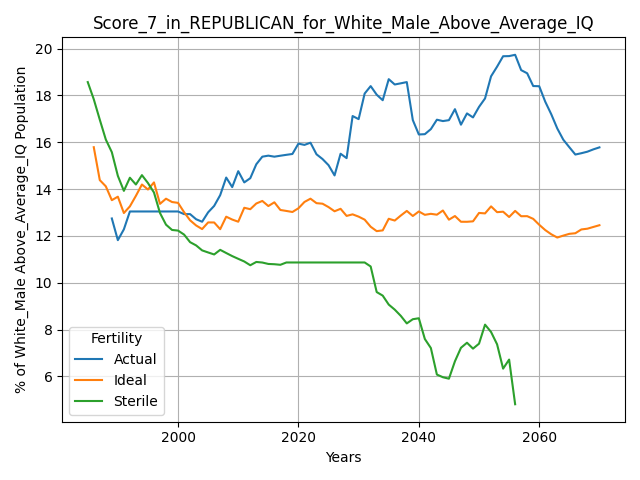 Score_7_in_REPUBLICAN_for_White_Male_Above_Average_IQ
% of White_Male Above_Average_IQ Population
20
18
16
14
12
10
8
6
Fertility
Actual
Ideal
Sterile
2000
2020
2040
2060
Years